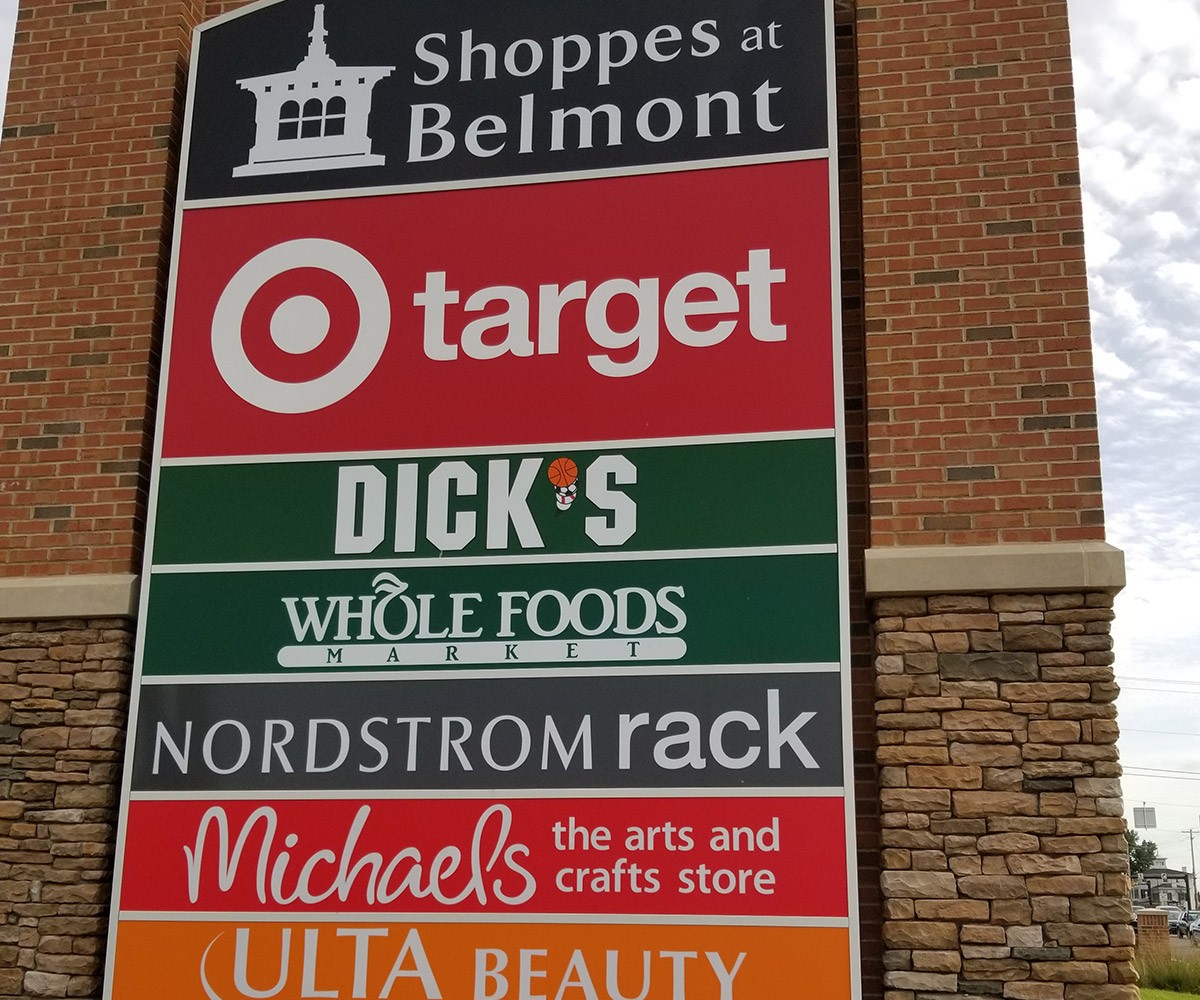 Shoppes at
Belmont
target
DICK'S
WHOLE FOODS
MARKET
NORDSTROM rack
Michaels the arts and
crafts store
ULTA BEAUTY